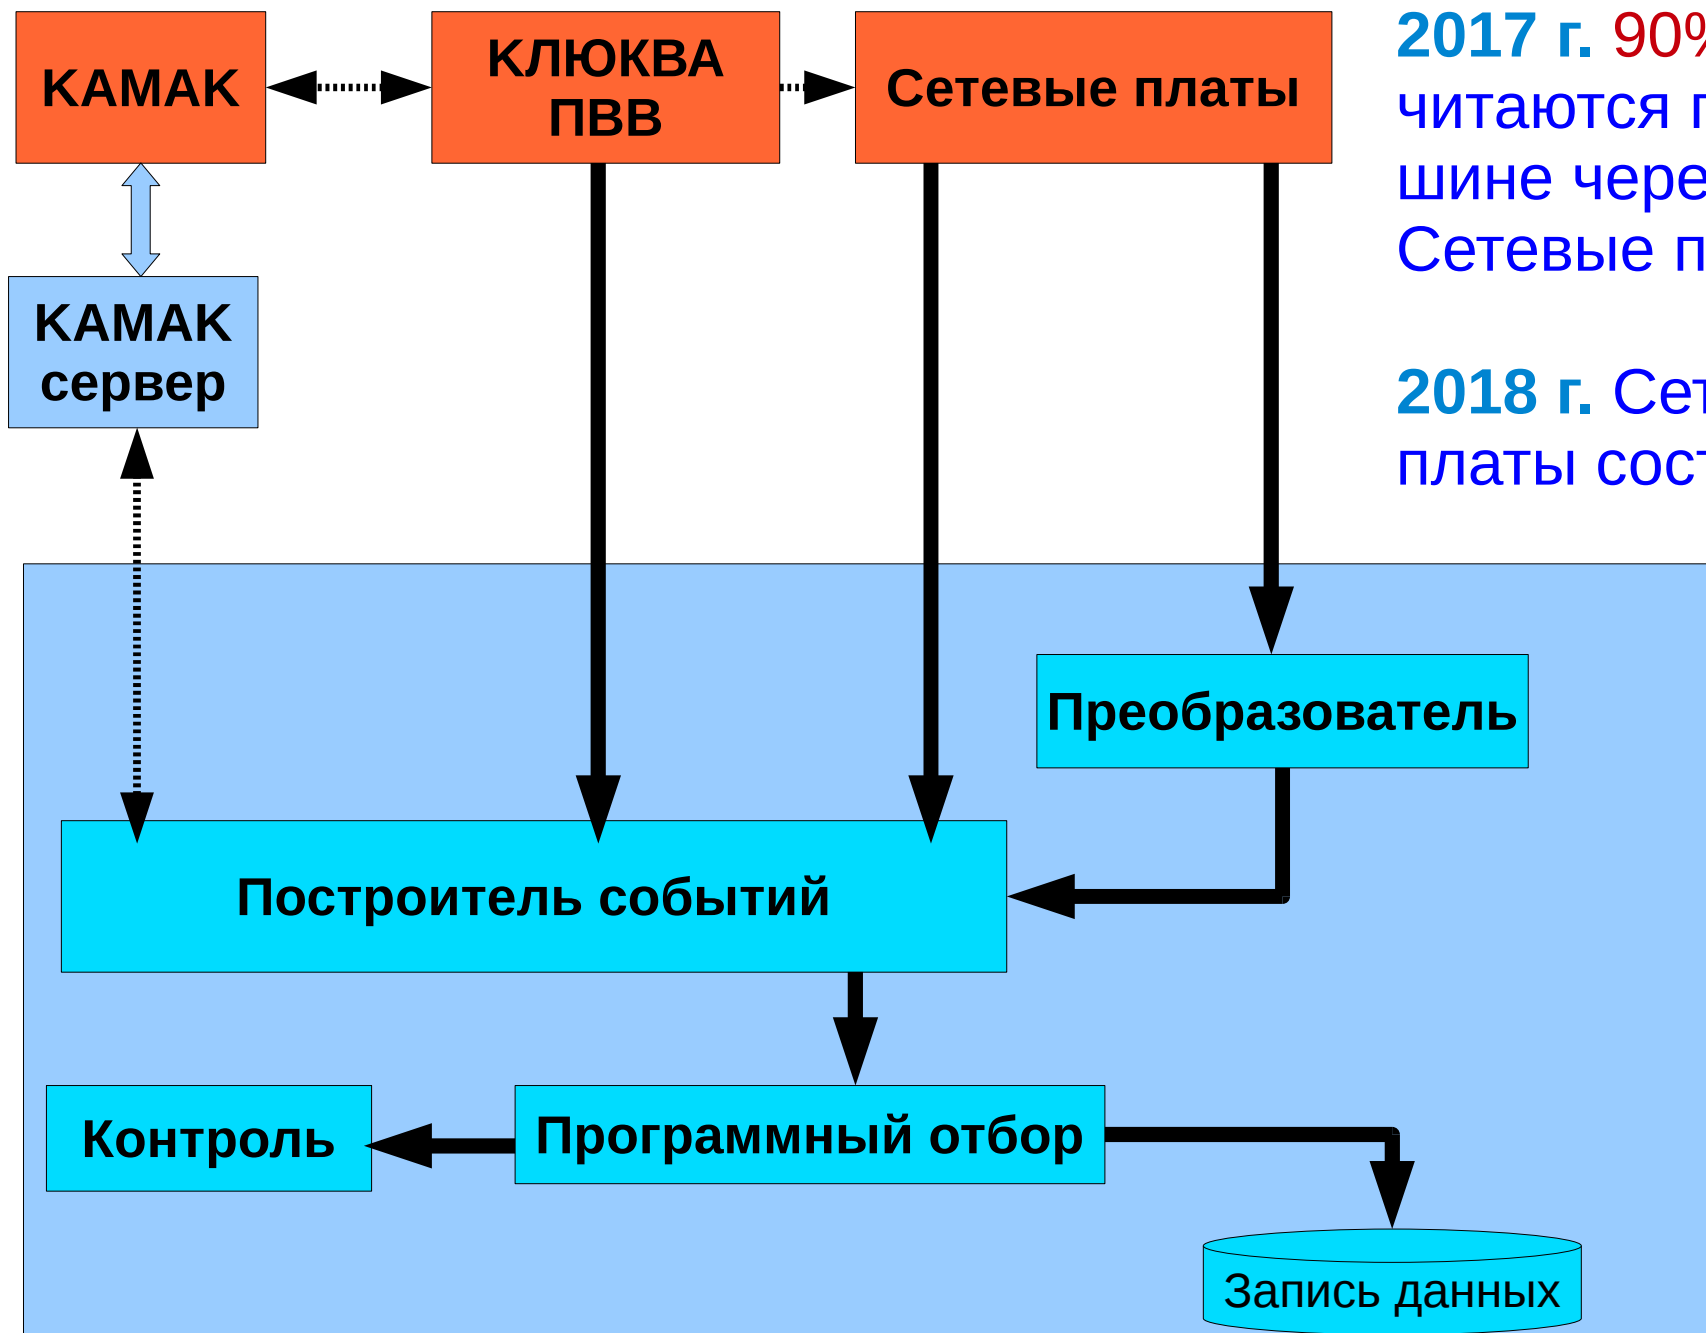 КАМАК
КЛЮКВА
ПВВ
Сетевые платы
2017 г. 90%
читаются
шине
Сетевые
КАМАК
сервер
2018 г.
платы
Преобразователь
Построитель событий
Контроль
Программный отбор
Запись данных